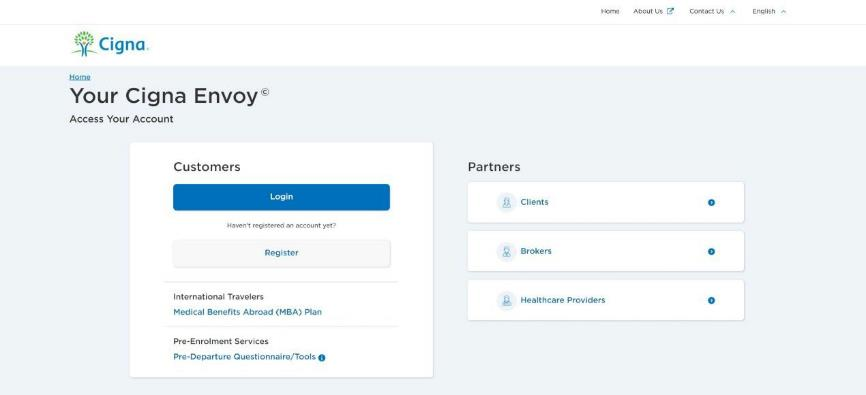 Home About Us Contact Us English
Cigna.
Home
Your Cigna Envoy©
Access Your Account
Customers
Login
Haven't registered an account yet?
Register
International Travelers
Medical Benefits Abroad (MBA) Plan
Pre-Enrolment Services
Pre-Departure Questionnaire/Tools
Partners
Clients
Brokers
Healthcare Providers